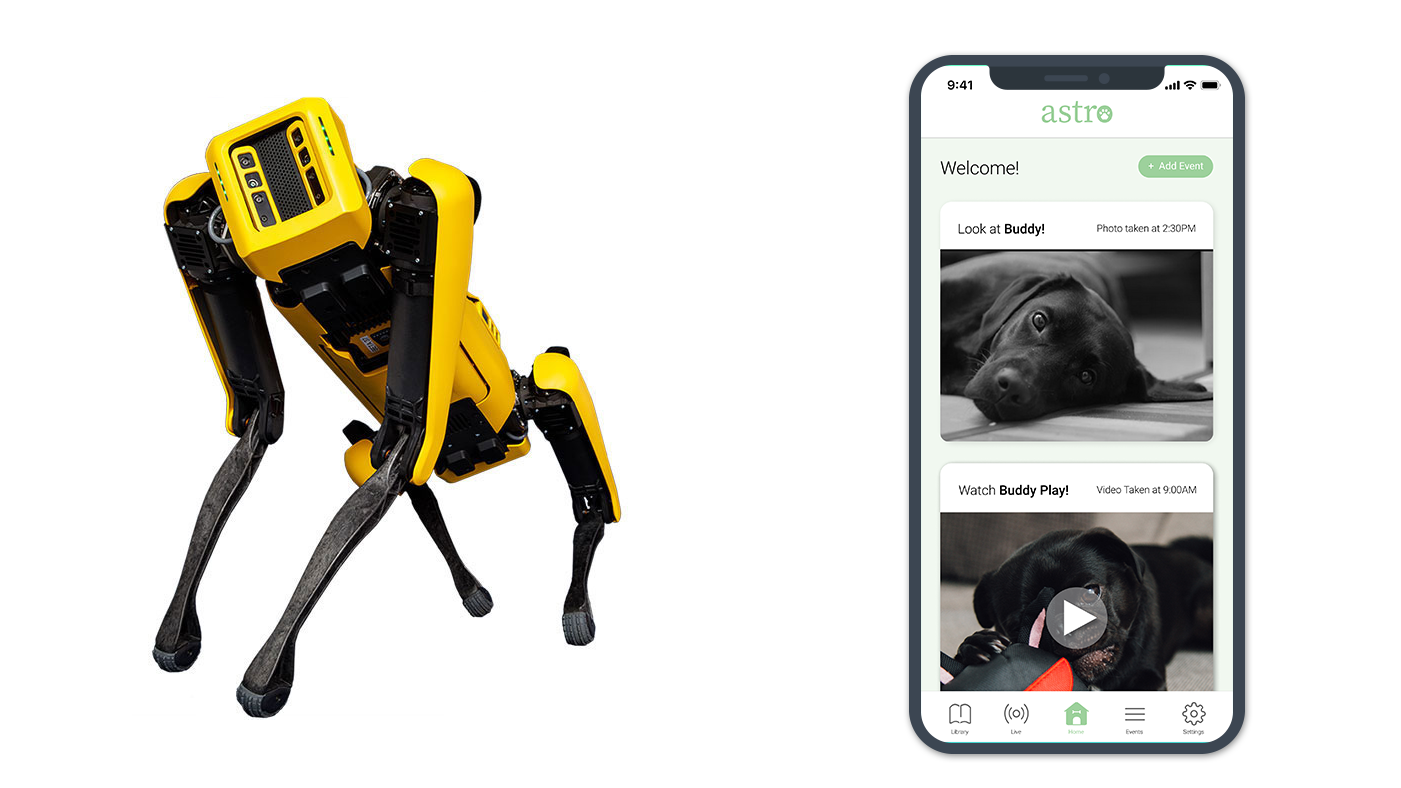 9:41
astro
Welcome!
+ Add Event
Look at Buddy!
Photo taken at 2:30PM
Watch Buddy Play!
Video Taken at 9:00AM
Library
Live
Home
Events
Settings